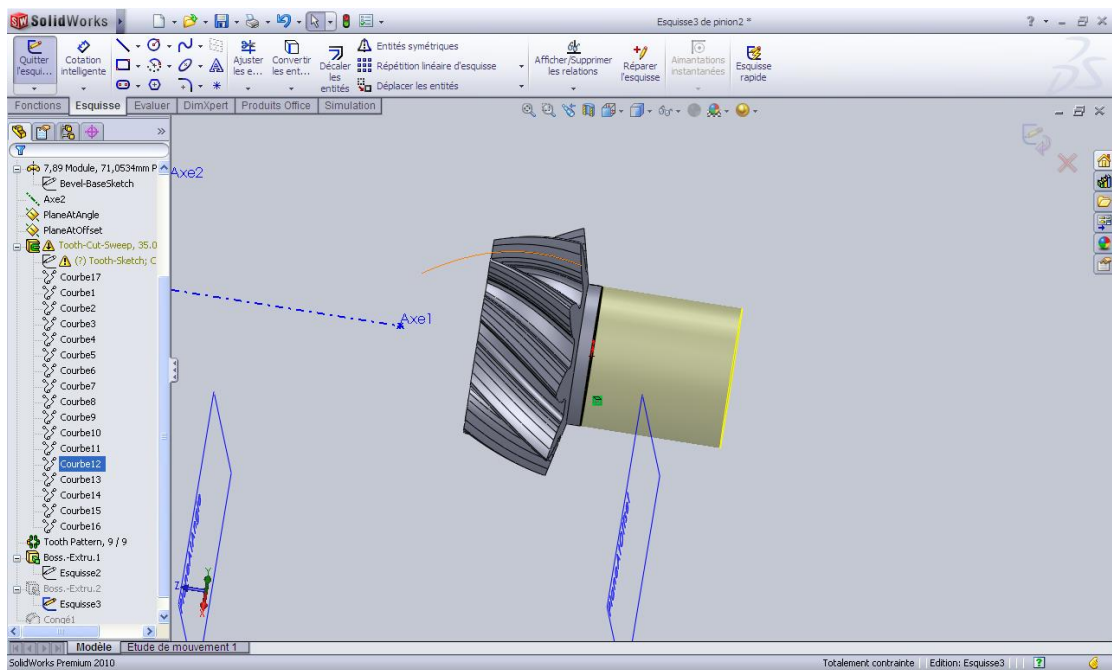 SolidWorks
Esquisse3 de pinion2 *
Quitter l'esqui...
Cotation intelligente
Ajuster les e...
Convertir les ent...
Décaler les entités
Entités symétriques
Répétition linéaire d'esquisse
Déplacer les entités
Afficher/Supprimer les relations
Réparer l'esquisse
Aimantations instantanées
Esquisse rapide
Fonctions Esquisse Evaluer DimXpert Produits Office Simulation
7,89 Module, 71,0534mm P
Bevel-BaseSketch
Axe2
PlaneAtAngle
PlaneAtOffset
Tooth-Cut-Sweep, 35.0
(?) Tooth-Sketch; C
Courbe17
Courbe1
Courbe2
Courbe3
Courbe4
Courbe5
Courbe6
Courbe7
Courbe8
Courbe9
Courbe10
Courbe11
Courbe12
Courbe13
Courbe14
Courbe15
Courbe16
Tooth Pattern, 9 / 9
Boss.-Extru.1
Esquisse2
Boss.-Extru.2
Esquisse3
Congé1
Axe2
Axe1
Y
Z
X
Modèle Etude de mouvement 1
SolidWorks Premium 2010
Totalement contrainte Edition: Esquisse3